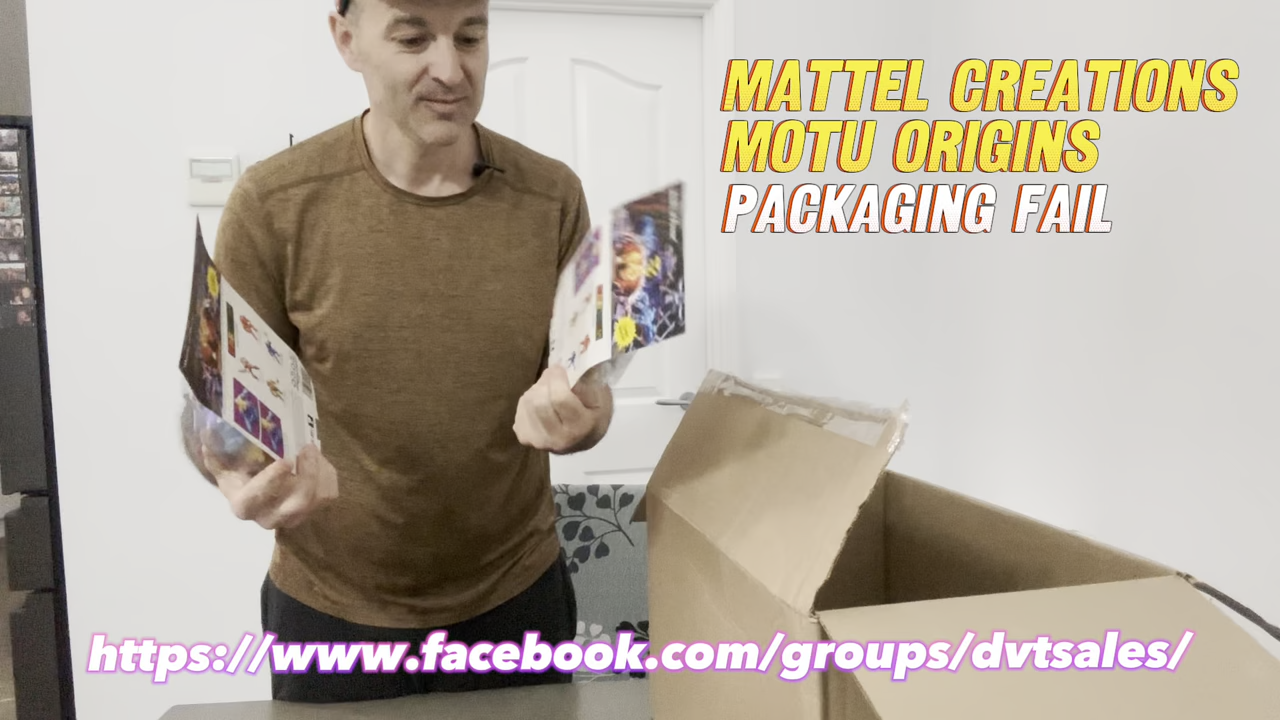 MATTEL CREATIONS
MOTU ORIGINS
PACKAGING FAIL
https://www.facebook.com/groups/dvtsales/